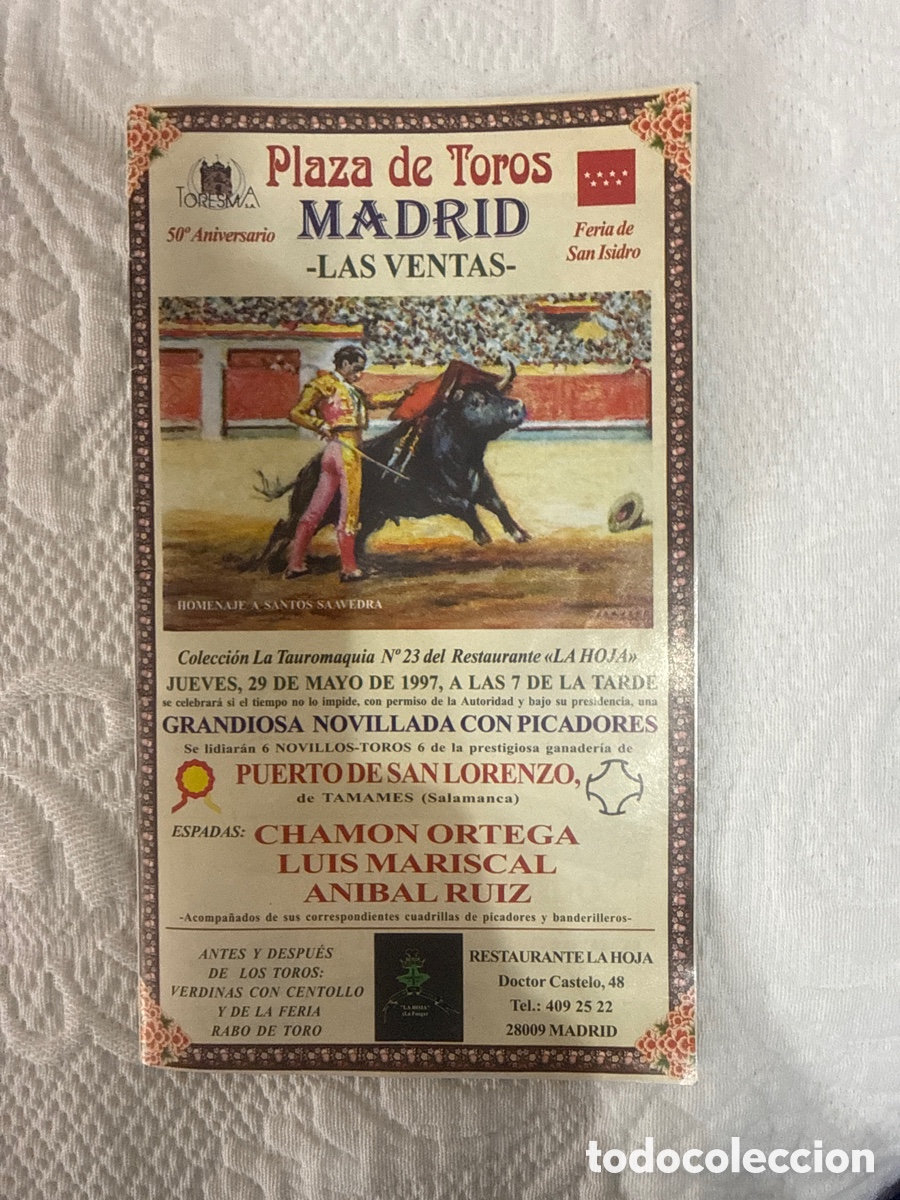 Plaza de Toros
TORESMA
S.A.
MADRID
50º Aniversario
Feria de
San Isidro
-LAS VENTAS-
HOMENAJE A SANTOS SAAVEDRA
Colección La Tauromaquia Nº 23 del Restaurante «LA HOJA»
JUEVES, 29 DE MAYO DE 1997, A LAS 7 DE LA TARDE
se celebrará si el tiempo no lo impide, con permiso de la Autoridad y bajo su presidencia, una
GRANDIOSA NOVILLADA CON PICADORES
Se lidiarán 6 NOVILLOS-TOROS 6 de la prestigiosa ganadería de
PUERTO DE SAN LORENZO,
de TAMAMES (Salamanca)
ESPADAS: CHAMON ORTEGA
LUIS MARISCAL
ANIBAL RUIZ
-Acompañados de sus correspondientes cuadrillas de picadores y banderilleros-
ANTES Y DESPUÉS
DE LOS TOROS:
VERDINAS CON CENTOLLO
Y DE LA FERIA
RABO DE TORO
"LA HOJA"
RESTAURANTE LA HOJA
Doctor Castelo, 48
Tel.: 409 25 22
28009 MADRID
todocoleccion